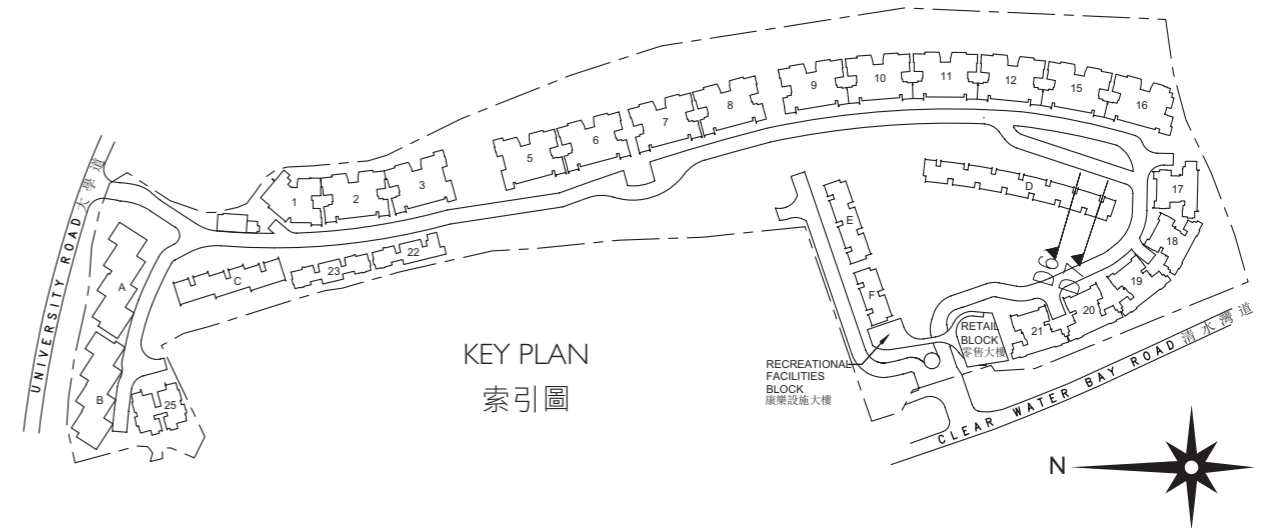 9
10
11
12
15
16
8
7
6
5
3
2
1
17
18
19
20
21
D
D6
E
F
22
23
C
A
B
25
UNIVERSITY ROAD 大學道
KEY PLAN
索引圖
RETAIL
BLOCK
零售大樓
RECREATIONAL
FACILITIES
BLOCK
康樂設施大樓
CLEAR WATER BAY ROAD 清水灣道
N